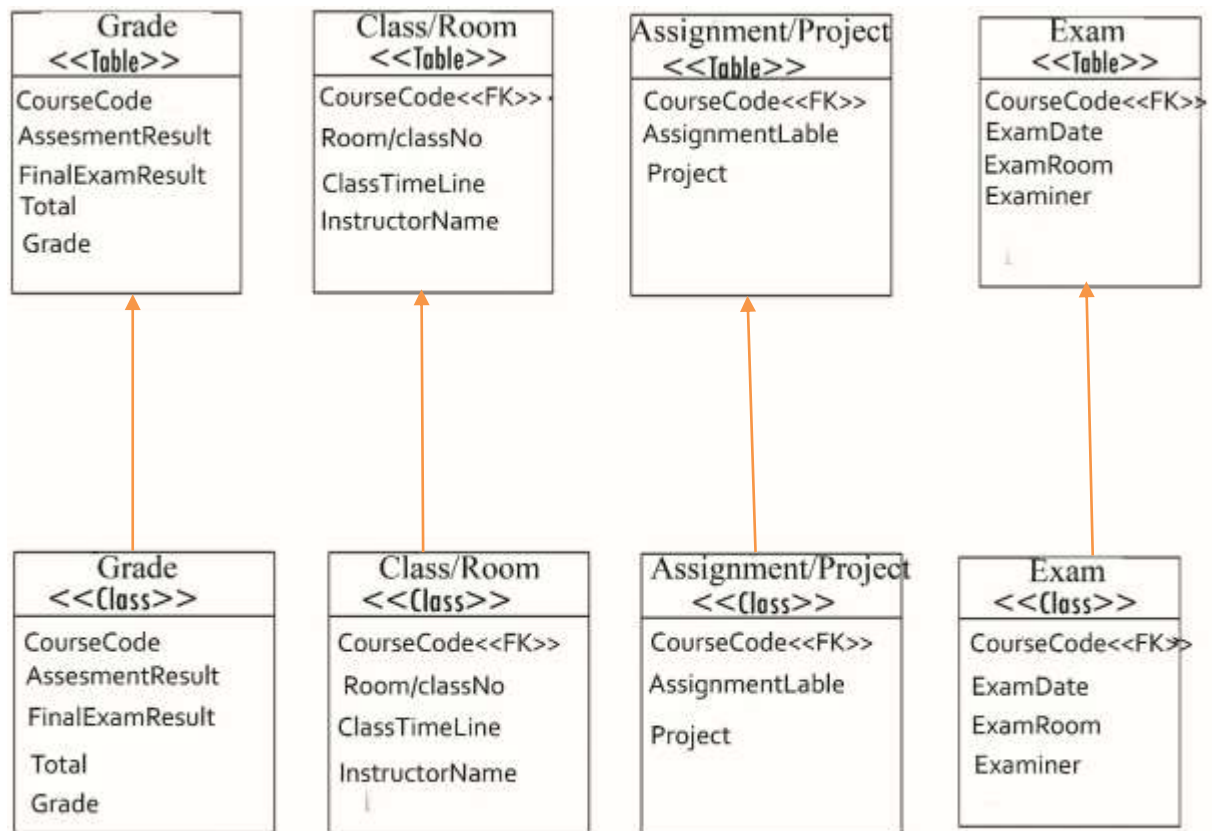 Grade
<<Table>>
CourseCode
AssesmentResult
FinalExamResult
Total
Grade
Class/Room
<<Table>>
CourseCode<<FK>>
Room/classNo
ClassTimeLine
InstructorName
Assignment/Project
<<Table>>
CourseCode<<FK>>
AssignmentLable
Project
Exam
<<Table>>
CourseCode<<FK>>
ExamDate
ExamRoom
Examiner
Grade
<<Class>>
CourseCode
AssesmentResult
FinalExamResult
Total
Grade
Class/Room
<<Class>>
CourseCode<<FK>>
Room/classNo
ClassTimeLine
InstructorName
Assignment/Project
<<Class>>
CourseCode<<FK>>
AssignmentLable
Project
Exam
<<Class>>
CourseCode<<FK>>
ExamDate
ExamRoom
Examiner